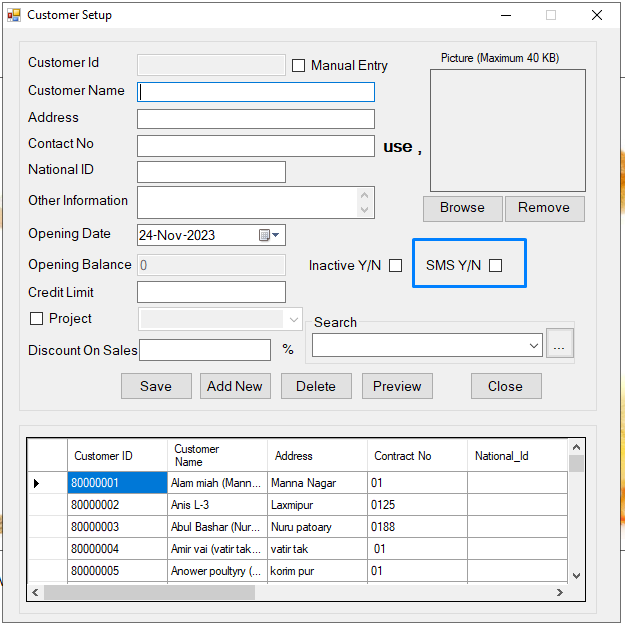 Customer Setup
Picture (Maximum 40 KB)
Customer Id
Manual Entry
Customer Name
Address
Contact No
use ,
National ID
Other Information
Browse
Remove
Opening Date
24-Nov-2023
Opening Balance
0
Inactive Y/N
SMS Y/N
Credit Limit
Project
Search
Discount On Sales
%
...
Save
Add New
Delete
Preview
Close
Customer ID
Customer Name
Address
Contract No
National_Id
80000001 Alam miah (Mann... Manna Nagar 01
80000002 Anis L-3 Laxmipur 0125
80000003 Abul Bashar (Nur... Nuru patoary 0188
80000004 Amir vai (vatir tak... vatir tak 01
80000005 Anower poultyry (... korim pur 01